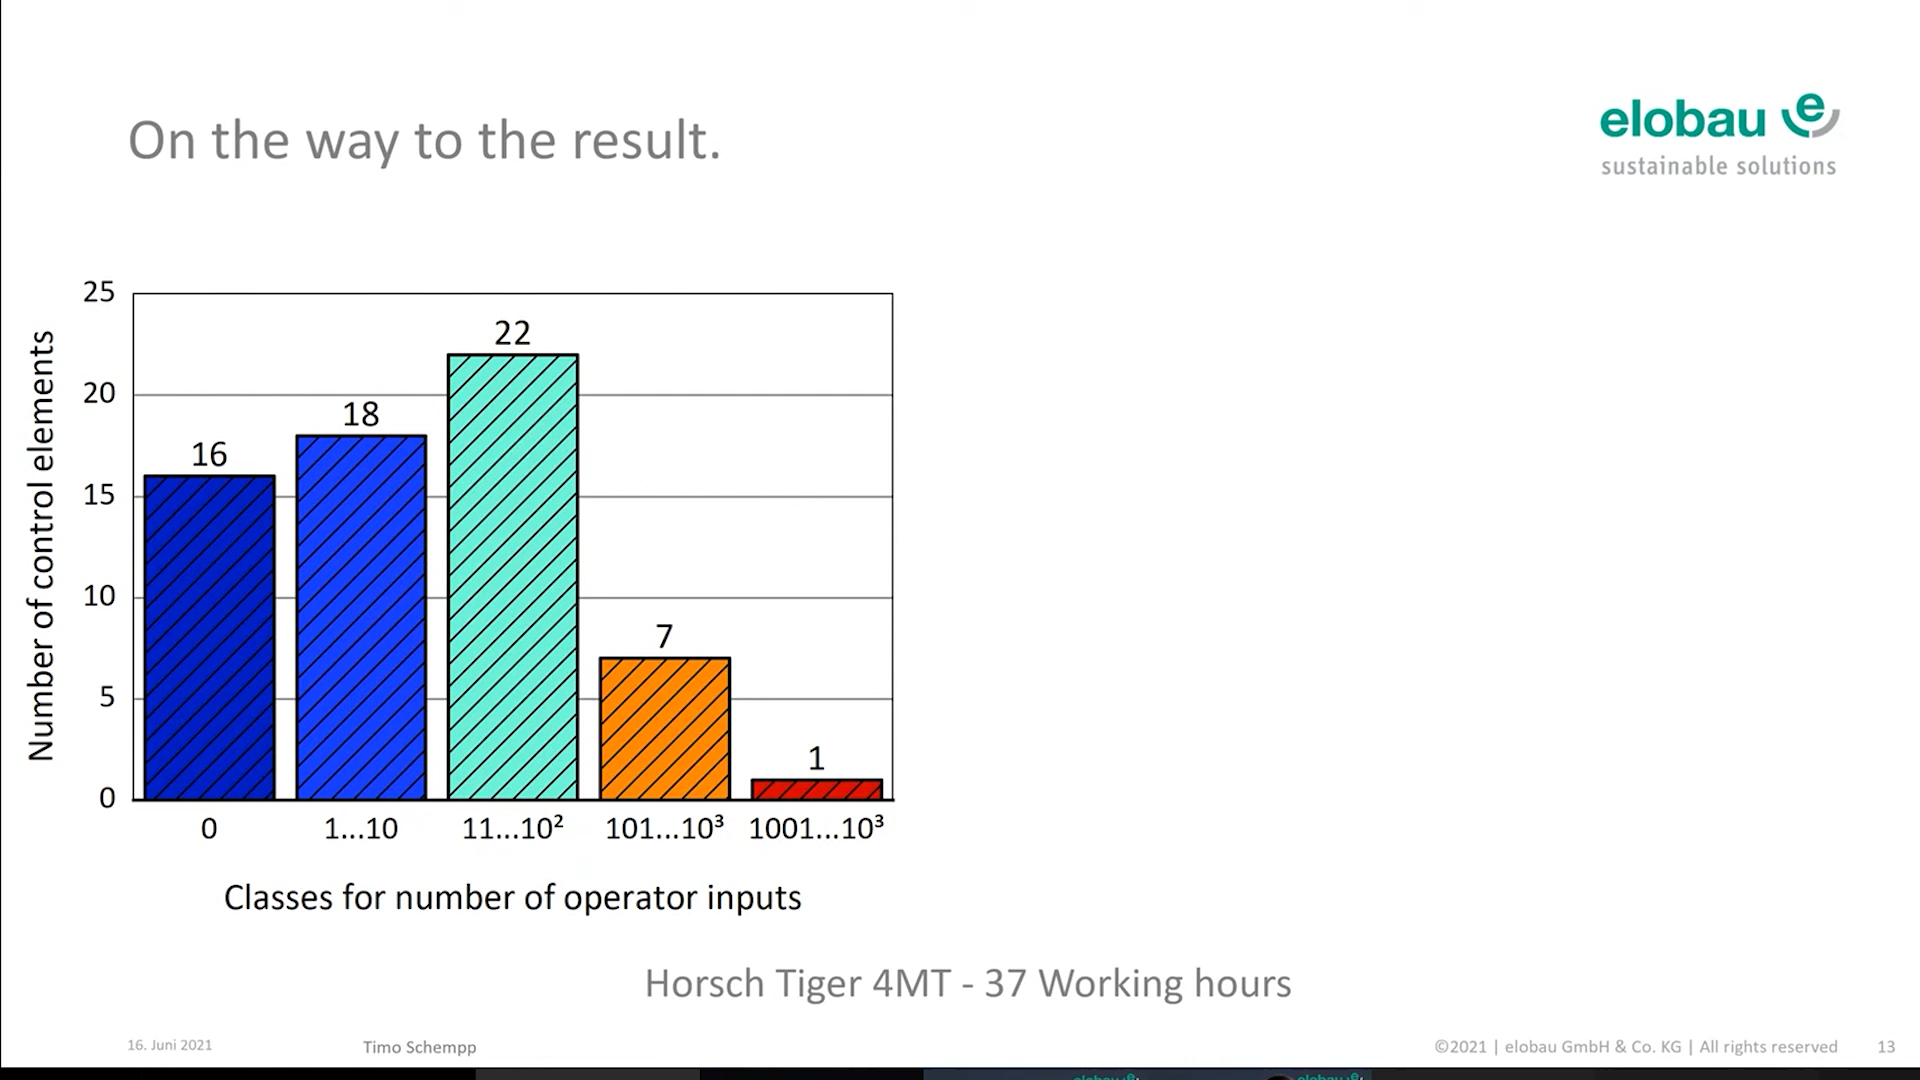 On the way to the result.
elobau e
sustainable solutions
25
20
15
10
5
0
Number of control elements
16
18
22
7
1
0
1...10
11...10²
101...10³
1001...10³
Classes for number of operator inputs
Horsch Tiger 4MT - 37 Working hours
16. Juni 2021
Timo Schempp
©2021 | elobau GmbH & Co. KG | All rights reserved
13